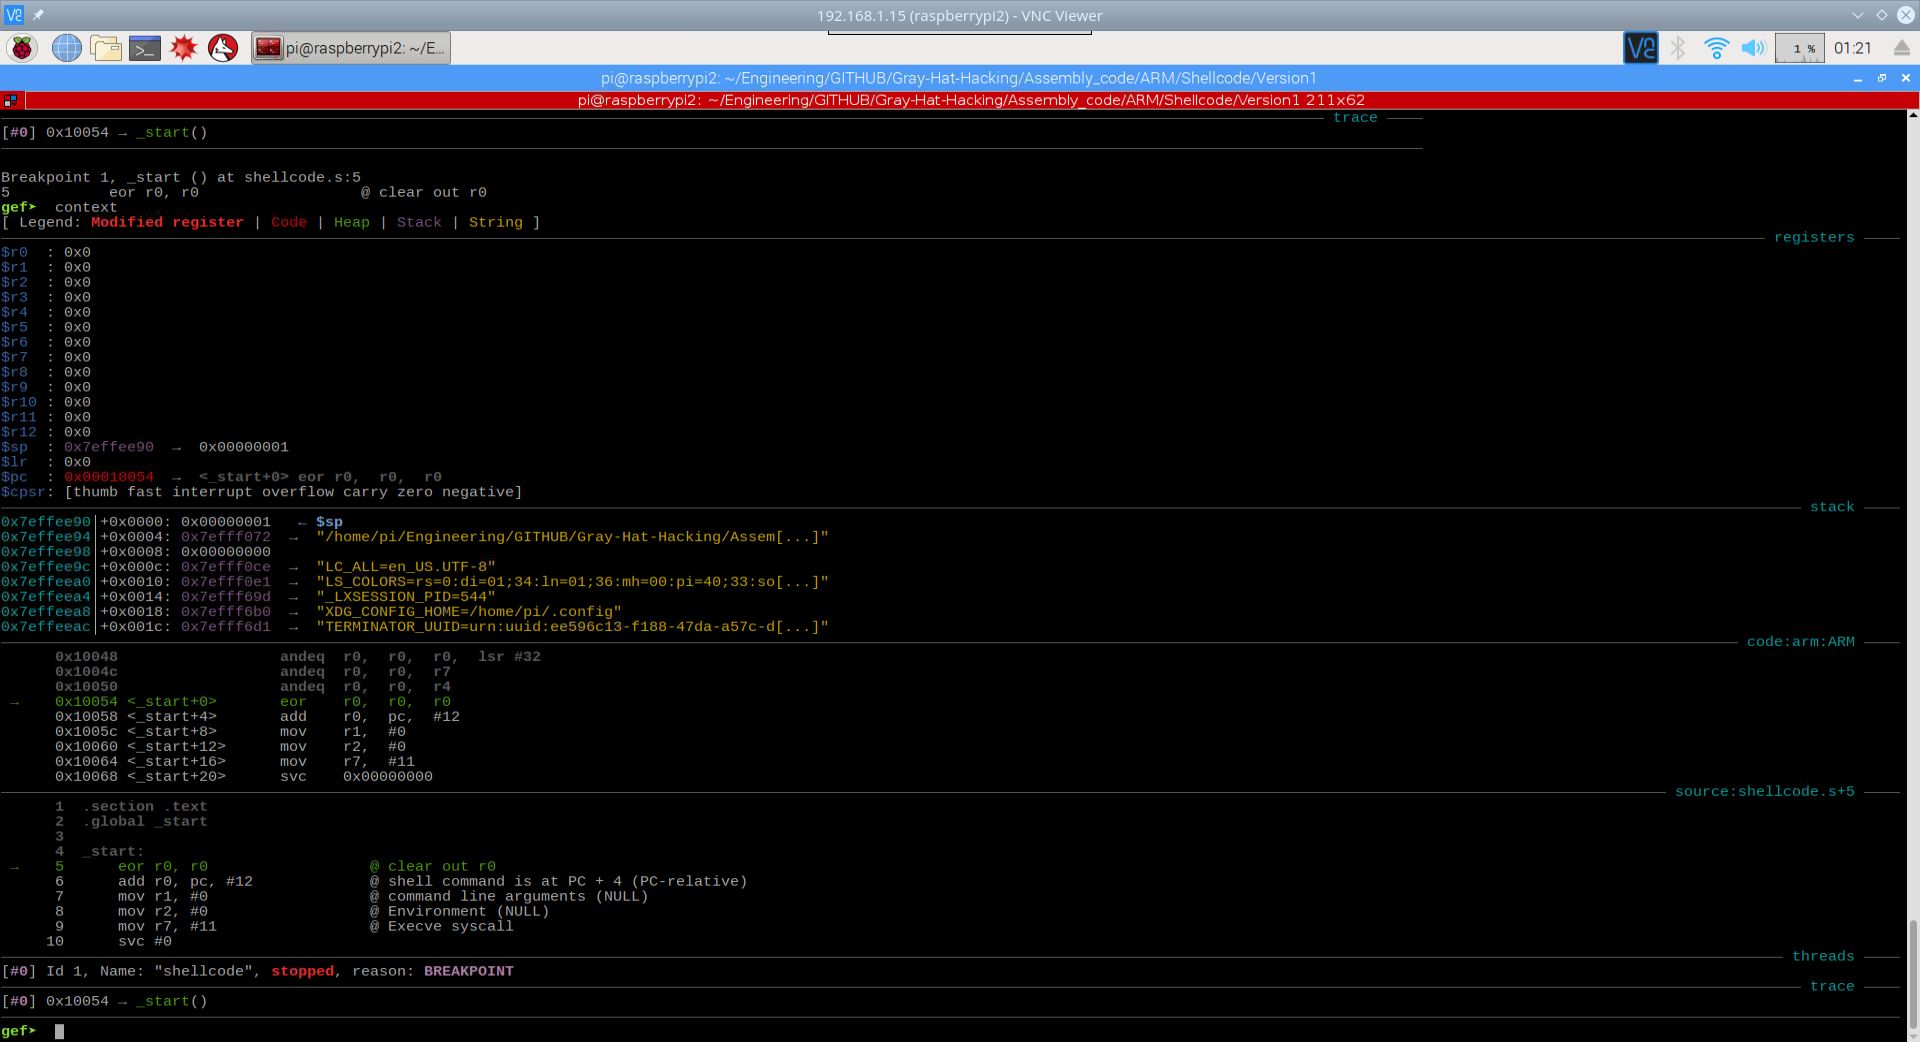 192.168.1.15 (raspberrypi2) - VNC Viewer
pi@raspberrypi2: ~/E...
1 %
01:21
pi@raspberrypi2: ~/Engineering/GITHUB/Gray-Hat-Hacking/Assembly_code/ARM/Shellcode/Version1
pi@raspberrypi2: ~/Engineering/GITHUB/Gray-Hat-Hacking/Assembly_code/ARM/Shellcode/Version1 211x62
trace
[#0] 0x10054 → _start()
Breakpoint 1, _start () at shellcode.s:5
5           eor r0, r0                  @ clear out r0
gef➤  context
[ Legend: Modified register | Code | Heap | Stack | String ]
registers
$r0  : 0x0
$r1  : 0x0
$r2  : 0x0
$r3  : 0x0
$r4  : 0x0
$r5  : 0x0
$r6  : 0x0
$r7  : 0x0
$r8  : 0x0
$r9  : 0x0
$r10 : 0x0
$r11 : 0x0
$r12 : 0x0
$sp  : 0x7effee90  →  0x00000001
$lr  : 0x0
$pc  : 0x00010054  →  <_start+0> eor r0,  r0,  r0
$cpsr: [thumb fast interrupt overflow carry zero negative]
stack
0x7effee90│+0x0000: 0x00000001   ← $sp
0x7effee94│+0x0004: 0x7efff072  →  "/home/pi/Engineering/GITHUB/Gray-Hat-Hacking/Assem[...]"
0x7effee98│+0x0008: 0x00000000
0x7effee9c│+0x000c: 0x7efff0ce  →  "LC_ALL=en_US.UTF-8"
0x7effeea0│+0x0010: 0x7efff0e1  →  "LS_COLORS=rs=0:di=01;34:ln=01;36:mh=00:pi=40;33:so[...]"
0x7effeea4│+0x0014: 0x7efff69d  →  "_LXSESSION_PID=544"
0x7effeea8│+0x0018: 0x7efff6b0  →  "XDG_CONFIG_HOME=/home/pi/.config"
0x7effeeac│+0x001c: 0x7efff6d1  →  "TERMINATOR_UUID=urn:uuid:ee596c13-f188-47da-a57c-d[...]"
code:arm:ARM
0x10048                  andeq  r0,  r0,  r0,  lsr #32
0x1004c                  andeq  r0,  r0,  r7
0x10050                  andeq  r0,  r0,  r4
→    0x10054 <_start+0>       eor    r0,  r0,  r0
0x10058 <_start+4>       add    r0,  pc,  #12
0x1005c <_start+8>       mov    r1,  #0
0x10060 <_start+12>      mov    r2,  #0
0x10064 <_start+16>      mov    r7,  #11
0x10068 <_start+20>      svc    0x00000000
source:shellcode.s+5
1  .section .text
2  .global _start
3
4  _start:
→     5      eor r0, r0                  @ clear out r0
6      add r0, pc, #12             @ shell command is at PC + 4 (PC-relative)
7      mov r1, #0                  @ command line arguments (NULL)
8      mov r2, #0                  @ Environment (NULL)
9      mov r7, #11                 @ Execve syscall
10      svc #0
threads
[#0] Id 1, Name: "shellcode", stopped, reason: BREAKPOINT
trace
[#0] 0x10054 → _start()
gef➤